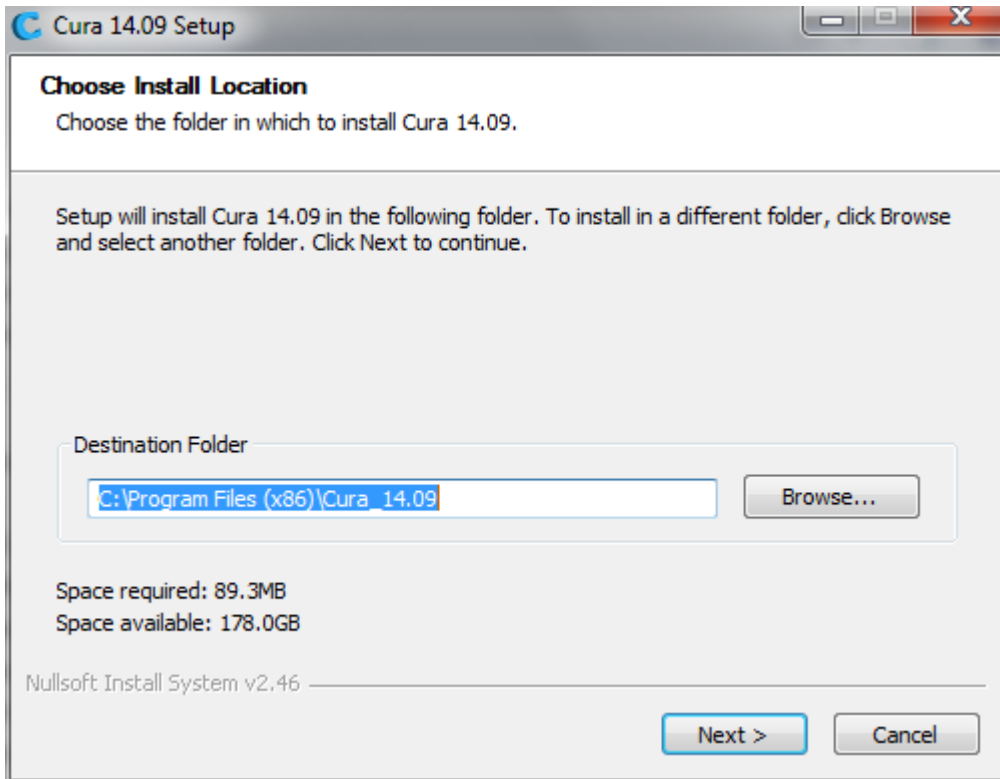 Cura 14.09 Setup
Choose Install Location
Choose the folder in which to install Cura 14.09.
Setup will install Cura 14.09 in the following folder. To install in a different folder, click Browse
and select another folder. Click Next to continue.
Destination Folder
C:\Program Files (x86)\Cura_14.09
Browse...
Space required: 89.3MB
Space available: 178.0GB
Nullsoft Install System v2.46
Next >
Cancel